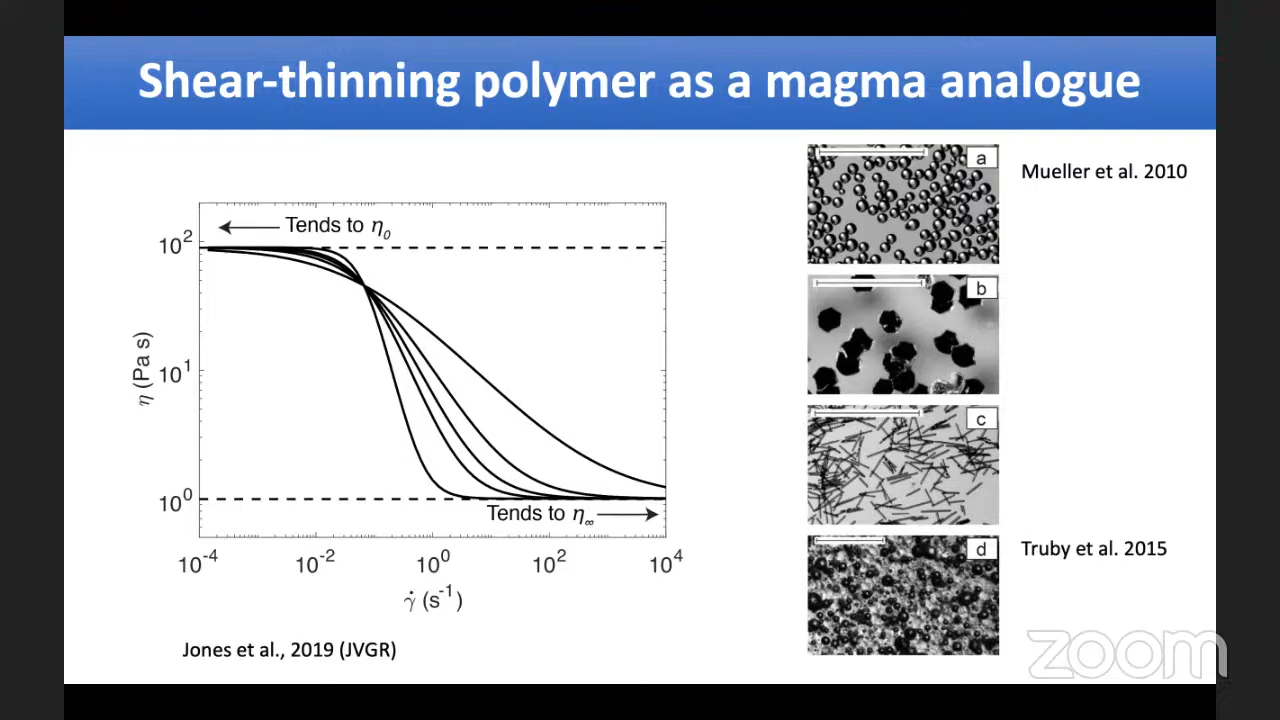 Shear-thinning polymer as a magma analogue
Tends to η₀
10²
10¹
10⁰
η (Pa s)
Tends to η∞
10⁻⁴
10⁻²
10⁰
10²
10⁴
γ̇ (s⁻¹)
Jones et al., 2019 (JVGR)
a
Mueller et al. 2010
b
c
d
Truby et al. 2015
zoom